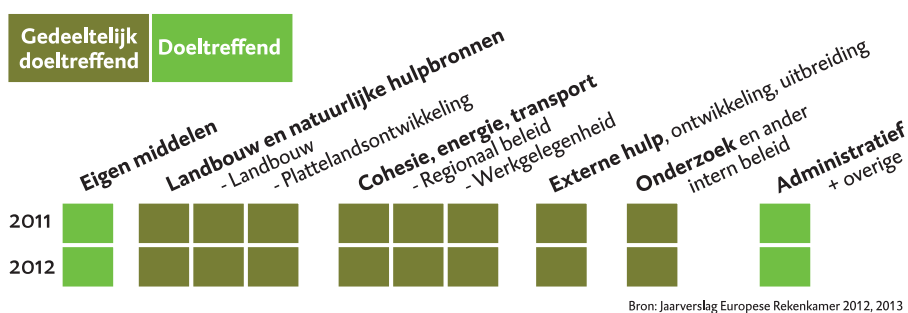 Gedeeltelijk
doeltreffend
Doeltreffend
Eigen middelen
Landbouw en natuurlijke hulpbronnen
- Landbouw
- Plattelandsontwikkeling
Cohesie, energie, transport
- Regionaal beleid
- Werkgelegenheid
Externe hulp, ontwikkeling, uitbreiding
Onderzoek en ander
intern beleid
Administratief
+ overige
2011
2012
Bron: Jaarverslag Europese Rekenkamer 2012, 2013